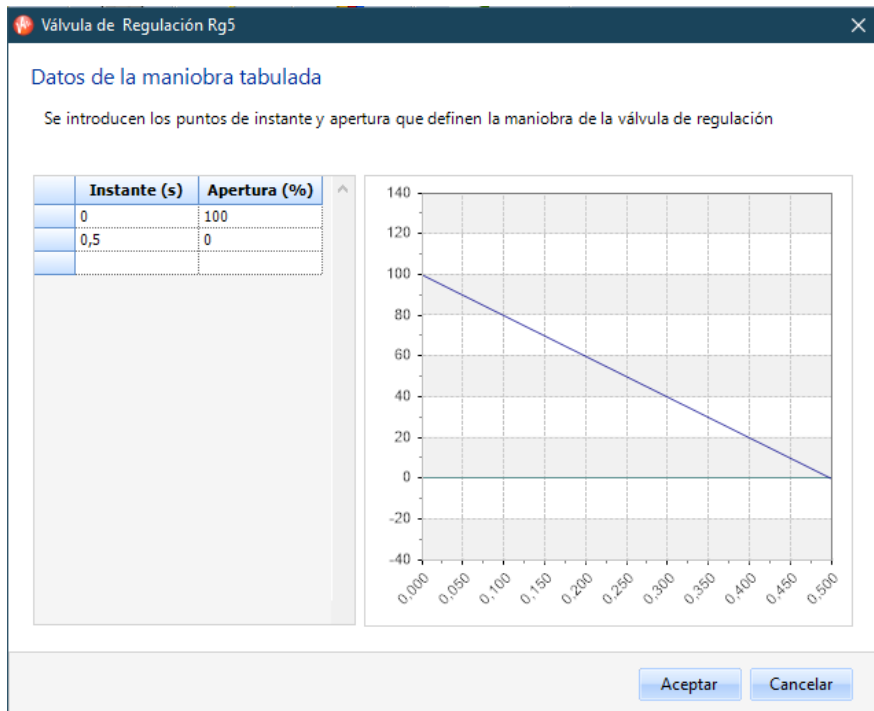 Válvula de Regulación Rg5
Datos de la maniobra tabulada
Se introducen los puntos de instante y apertura que definen la maniobra de la válvula de regulación
Instante (s) Apertura (%)
0 100
0,5 0
140
120
100
80
60
40
20
0
-20
-40
0,000 0,050 0,100 0,150 0,200 0,250 0,300 0,350 0,400 0,450 0,500
Aceptar Cancelar